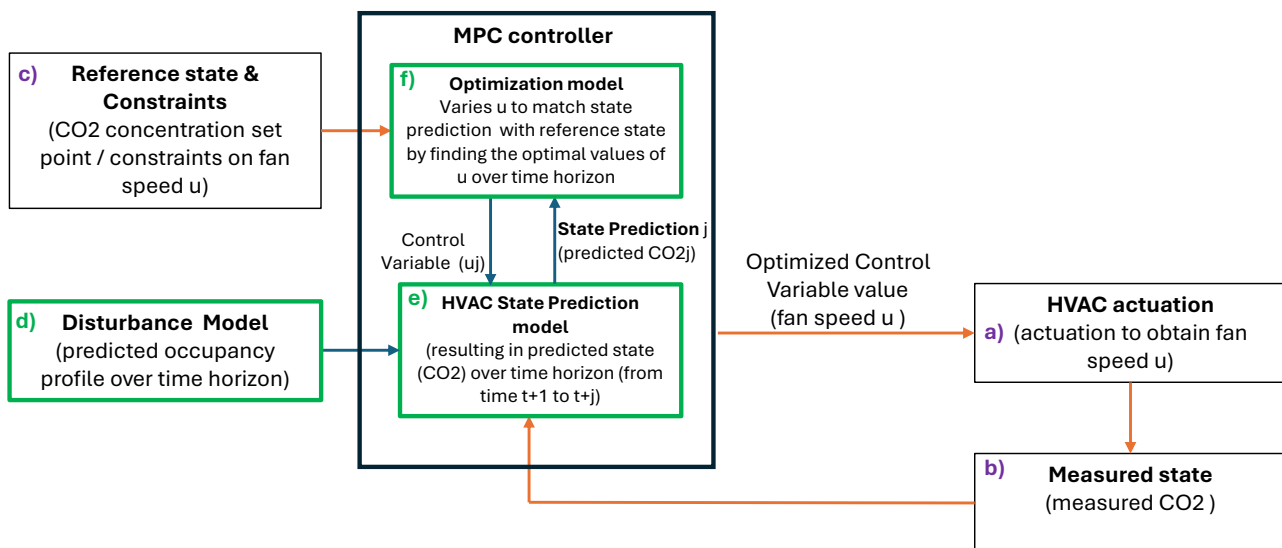 MPC controller
c) Reference state &
Constraints
(CO2 concentration set
point / constraints on fan
speed u)
f) Optimization model
Varies u to match state
prediction with reference state
by finding the optimal values of
u over time horizon
Control
Variable (uj)
State Prediction j
(predicted CO2j)
d) Disturbance Model
(predicted occupancy
profile over time horizon)
e) HVAC State Prediction
model
(resulting in predicted state
(CO2) over time horizon (from
time t+1 to t+j)
Optimized Control
Variable value
(fan speed u )
HVAC actuation
a) (actuation to obtain fan
speed u)
b) Measured state
(measured CO2 )